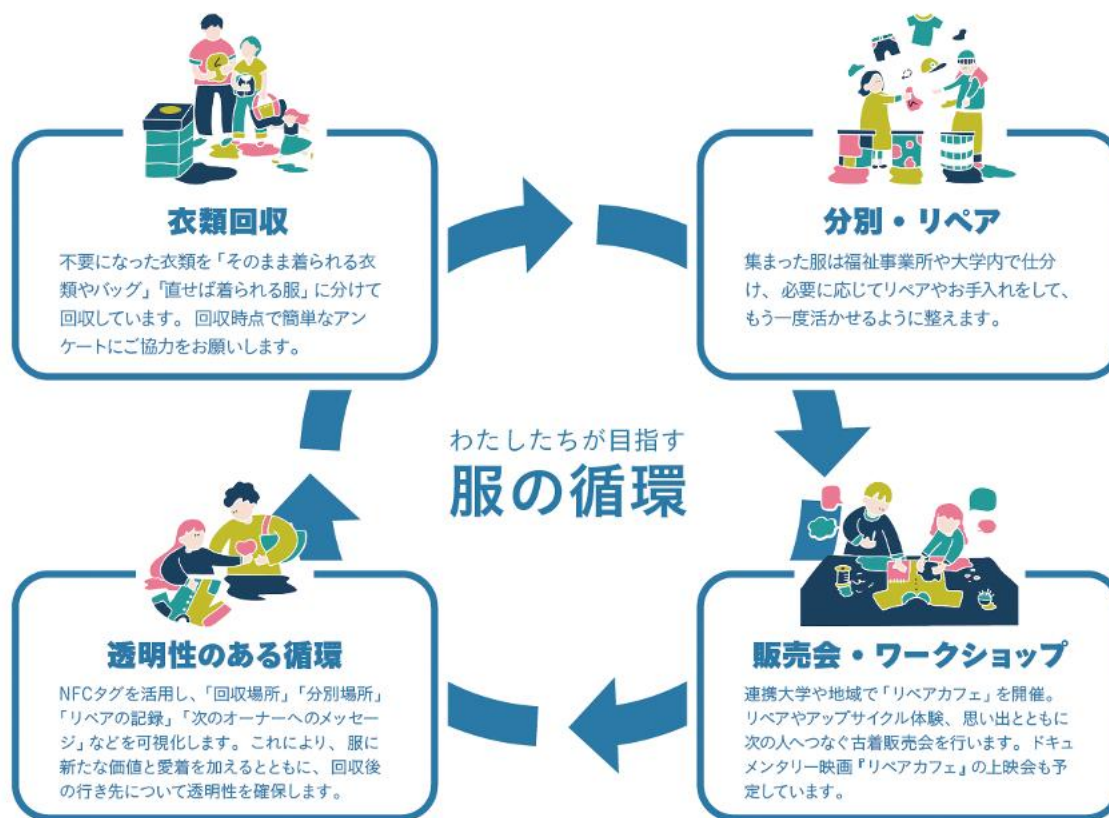 衣類回収
不要になった衣類を「そのまま着られる衣
類やバッグ」「直せば着られる服」に分けて
回収しています。回収時点で簡単なアン
ケートにご協力をお願いします。
分別・リペア
集まった服は福祉事業所や大学内で仕分
け、必要に応じてリペアやお手入れをして、
もう一度活かせるように整えます。
わたしたちが目指す
服の循環
販売会・ワークショップ
連携大学や地域で「リペアカフェ」を開催。
リペアやアップサイクル体験、思い出とともに
次の人へつなぐ古着販売会を行います。ドキュ
メンタリー映画『リペアカフェ』の上映会も予
定しています。
透明性のある循環
NFCタグを活用し、「回収場所」「分別場所」
「リペアの記録」「次のオーナーへのメッセー
ジ」などを可視化します。これにより、服に
新たな価値と愛着を加えるとともに、回収後
の行き先について透明性を確保します。